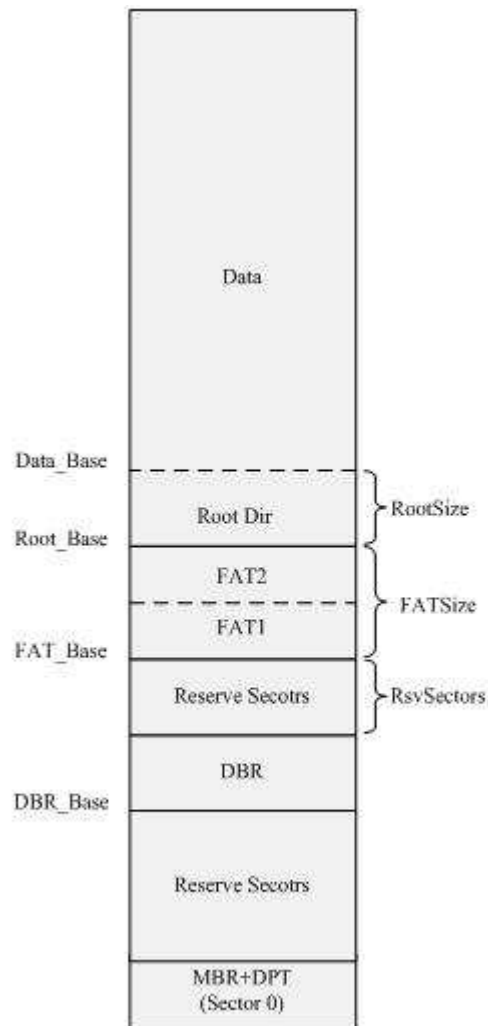 Data
Data_Base
Root Dir
RootSize
Root_Base
FAT2
FATSize
FAT1
FAT_Base
Reserve Secotrs
RsvSectors
DBR
DBR_Base
Reserve Secotrs
MBR+DPT
(Sector 0)